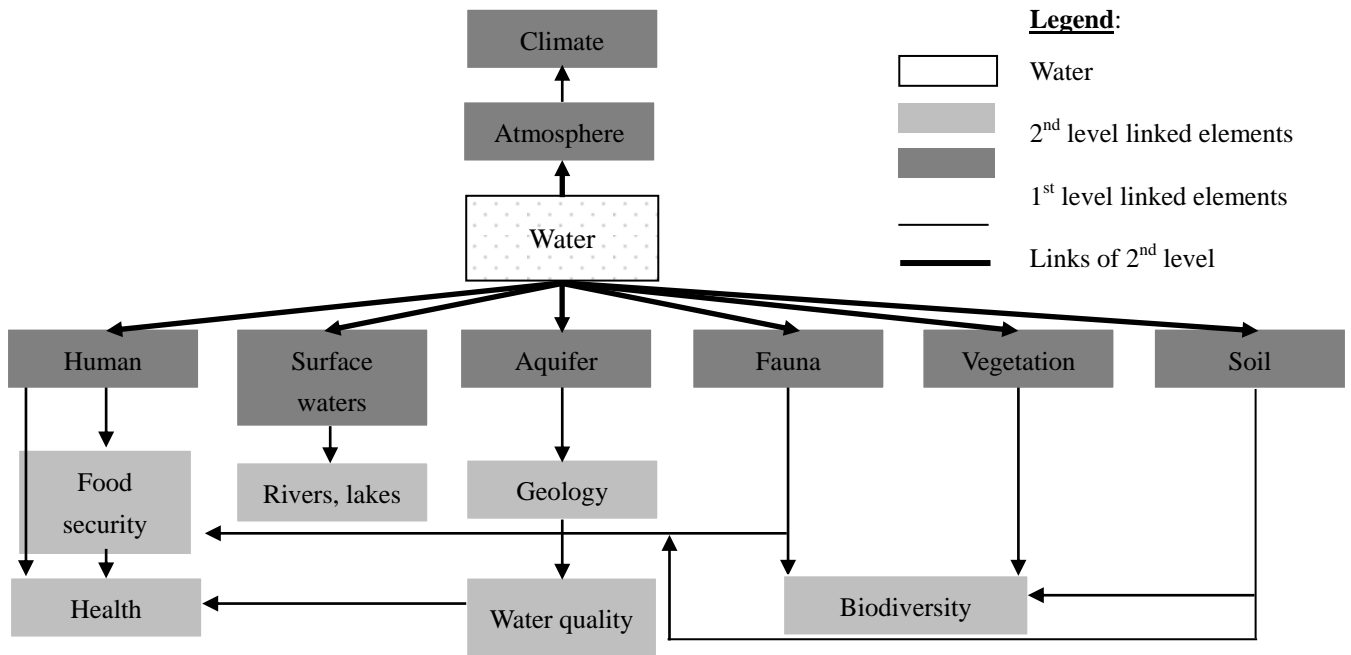 Climate
Atmosphere
Water
Human
Surface
waters
Aquifer
Fauna
Vegetation
Soil
Food
security
Rivers, lakes
Geology
Health
Water quality
Biodiversity
Legend:
Water
2nd level linked elements
1st level linked elements
Links of 2nd level